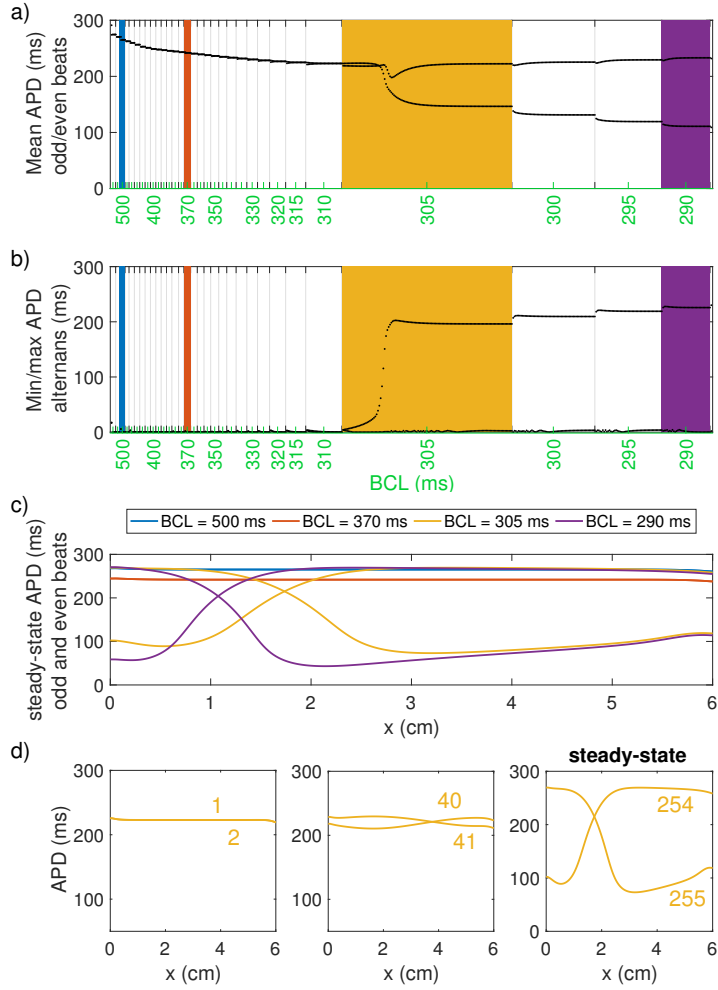 a)
Mean APD (ms)
odd/even beats
300
200
100
0
500
400
370
350
330
320
315
310
305
300
295
290
b)
Min/max APD
alternans (ms)
300
200
100
0
500
400
370
350
330
320
315
310
305
300
295
290
BCL (ms)
c)
BCL = 500 ms BCL = 370 ms BCL = 305 ms BCL = 290 ms
steady-state APD (ms)
odd and even beats
300
200
100
0
0 1 2 3 4 5 6
x (cm)
d)
steady-state
APD (ms)
300
200
100
1
2
0 2 4 6
x (cm)
300
200
100
40
41
0 2 4 6
x (cm)
300
200
100
0
254
255
0 2 4 6
x (cm)